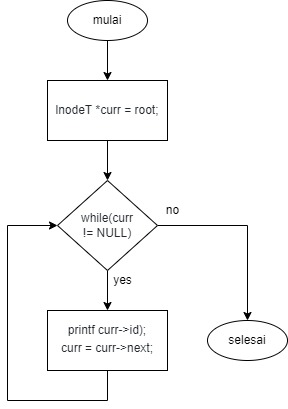 mulai
lnodeT *curr = root;
while(curr
!= NULL)
no
yes
printf curr->id);
curr = curr->next;
selesai